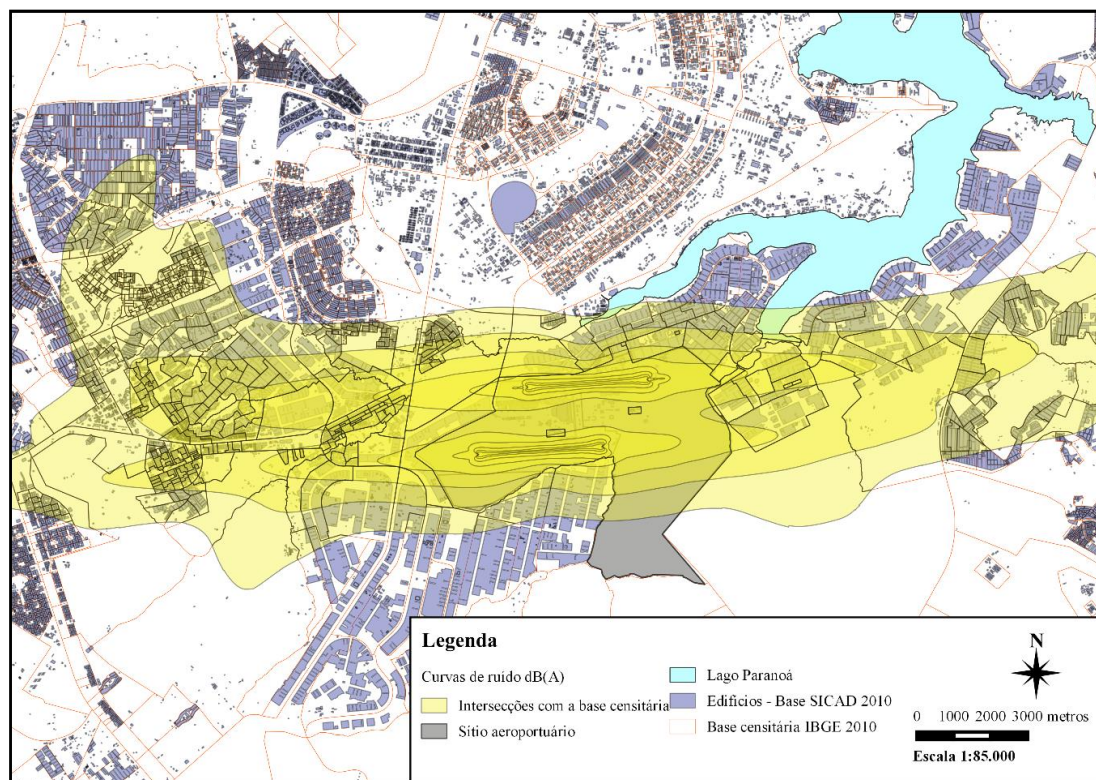 Legenda
Curvas de ruído dB(A)
Intersecções com a base censitária
Sítio aeroportuário
Lago Paranoá
Edifícios - Base SICAD 2010
Base censitária IBGE 2010
N
0 1000 2000 3000 metros
Escala 1:85.000